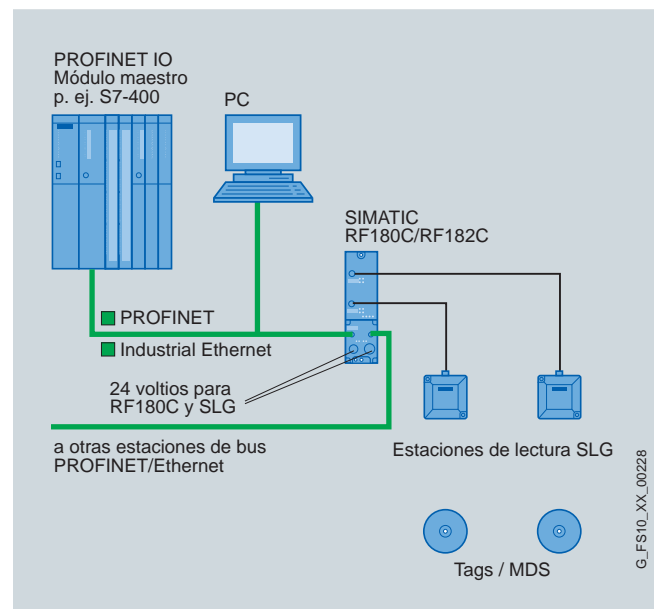 PROFINET IO
Módulo maestro
p. ej. S7-400
PC
SIMATIC
RF180C/RF182C
PROFINET
Industrial Ethernet
24 voltios para
RF180C y SLG
a otras estaciones de bus
PROFINET/Ethernet
Estaciones de lectura SLG
Tags / MDS
G_FS10_XX_00228